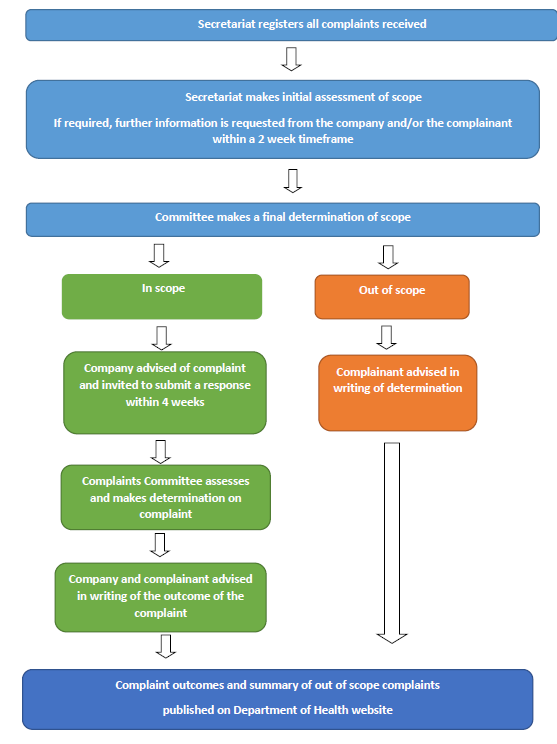 Secretariat registers all complaints received
Secretariat makes initial assessment of scope
If required, further information is requested from the company and/or the complainant
within a 2 week timeframe
Committee makes a final determination of scope
In scope
Out of scope
Company advised of complaint
and invited to submit a response
within 4 weeks
Complainant advised in
writing of determination
Complaints Committee assesses
and makes determination on
complaint
Company and complainant advised
in writing of the outcome of the
complaint
Complaint outcomes and summary of out of scope complaints
published on Department of Health website